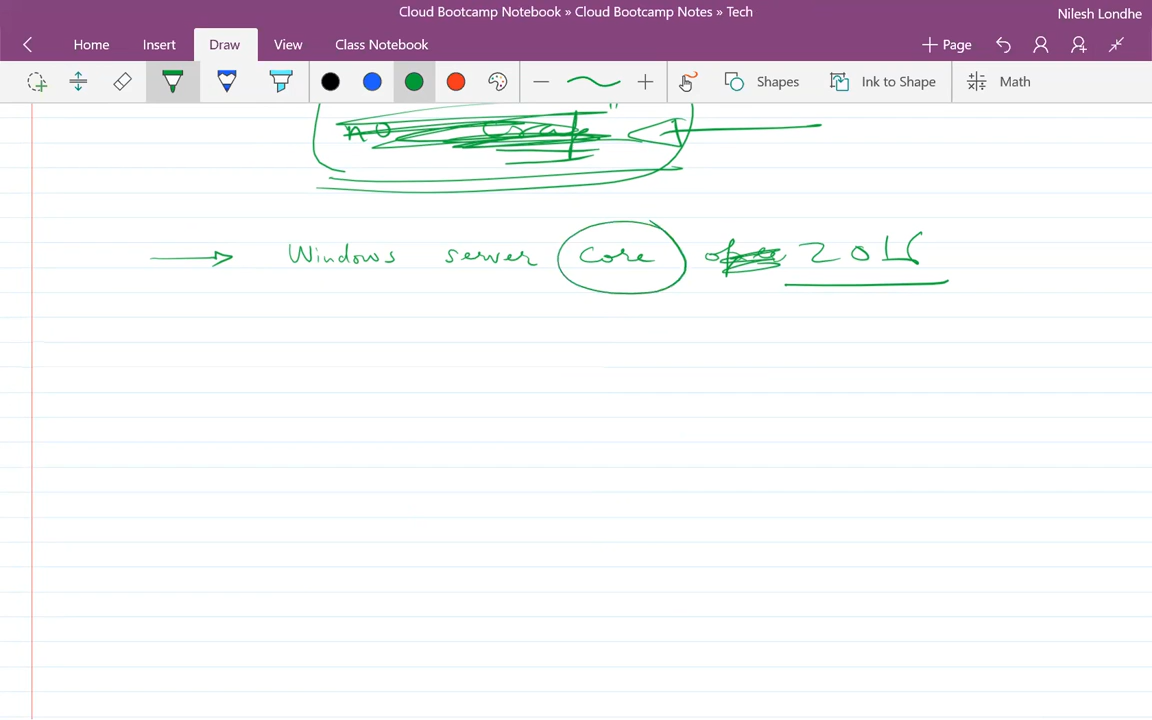 Cloud Bootcamp Notebook » Cloud Bootcamp Notes » Tech
Nilesh Londhe
Home Insert Draw View Class Notebook Page
Shapes Ink to Shape Math
no
Windows server core 2016